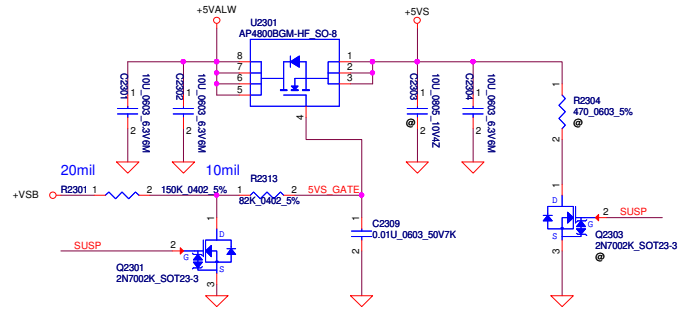 +5VALW
+5VS
U2301
AP4800BGM-HF_SO-8
8
7
6
5
1
2
3
4
C2301
10U_0603_6.3V6M
1
2
C2302
10U_0603_6.3V6M
1
2
C2303
10U_0805_10V4Z
1
2
@
C2304
10U_0603_6.3V6M
1
2
R2304
470_0603_5%
1
2
20mil
10mil
+VSB
R2301
1
2
150K_0402_5%
R2313
1
2
82K_0402_5%
5VS_GATE
C2309
0.01U_0603_50V7K
1
2
SUSP
2
G
D
S
1
3
Q2301
2N7002K_SOT23-3
SUSP
2
G
D
S
1
3
Q2303
2N7002K_SOT23-3
@